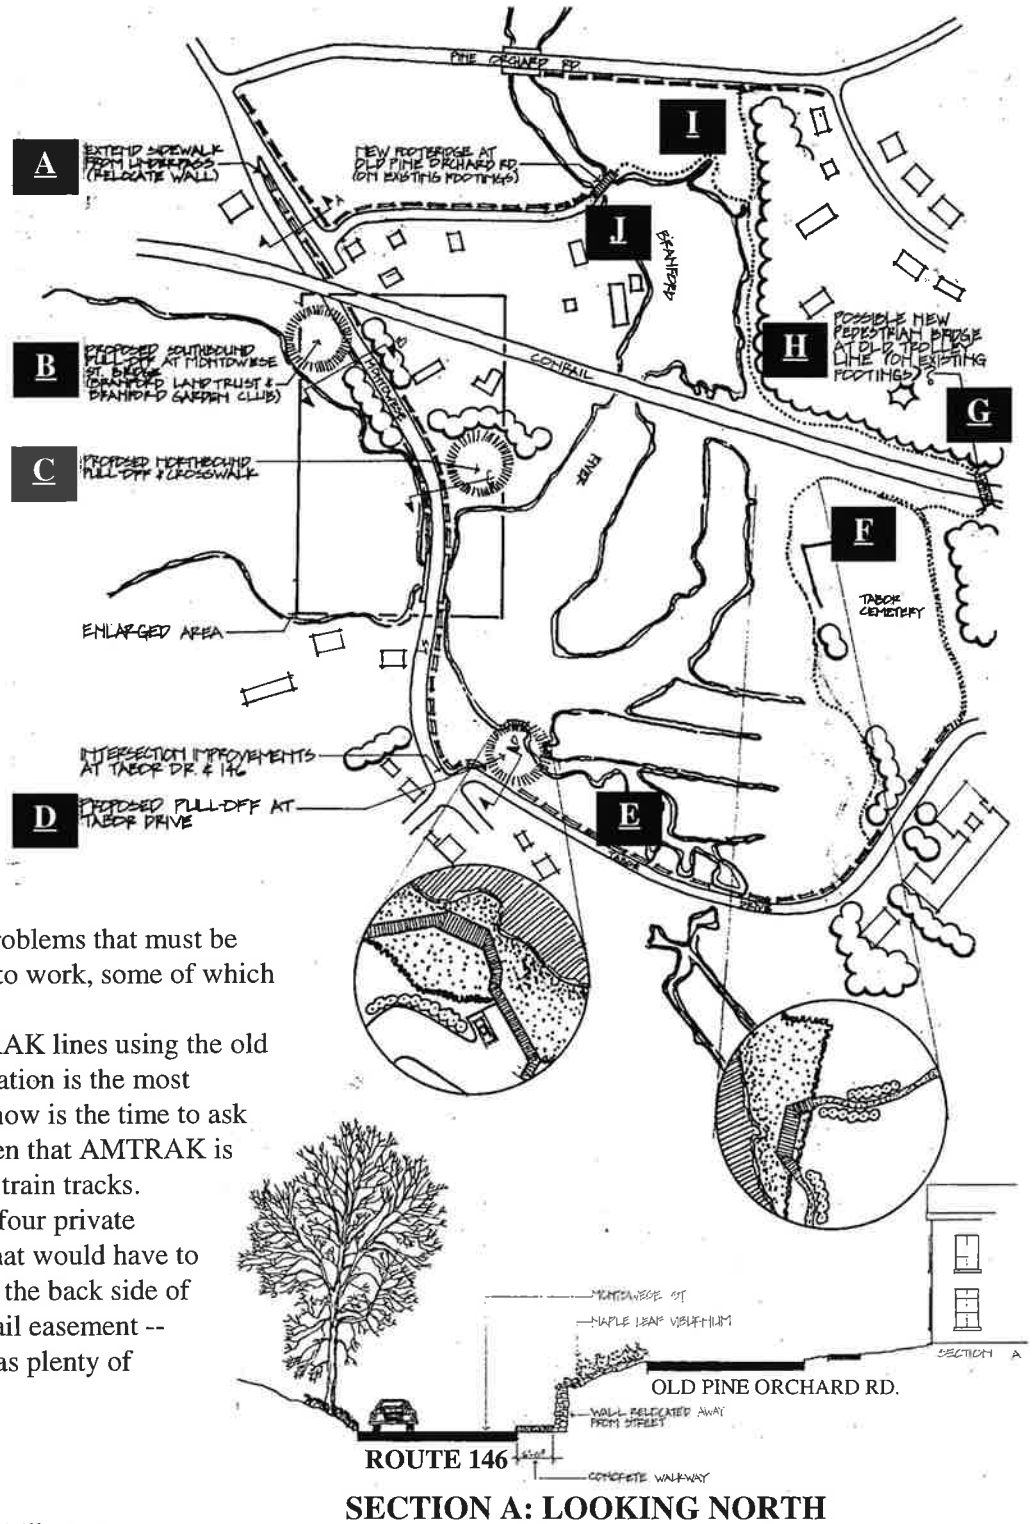 PINE ORCHARD RD
I
A
EXTEND SIDEWALK
FROM UNDERPASS
(RELOCATE WALL)
NEW FOOTBRIDGE AT
OLD PINE ORCHARD RD.
(ON EXISTING FOOTINGS)
J
BRANFORD
B
PROPOSED SOUTHBOUND
PULL-OFF AT MONTOWESE
ST. BRIDGE
(BRANFORD LAND TRUST &
BRANFORD GARDEN CLUB)
MONTOWESE
CONRAIL
H
POSSIBLE NEW
PEDESTRIAN BRIDGE
AT OLD TROLLEY
LINE (ON EXISTING
FOOTINGS)
G
C
PROPOSED NORTHBOUND
PULL-OFF & CROSSWALK
RIVER
F
TABOR
CEMETERY
ENLARGED AREA
INTERSECTION IMPROVEMENTS
AT TABOR DR. & 146
D
PROPOSED PULL-OFF AT
TABOR DRIVE
E
TABOR
DRIVE
roblems that must be
to work, some of which
AK lines using the old
ation is the most
now is the time to ask
en that AMTRAK is
train tracks.
four private
hat would have to
the back side of
ail easement --
as plenty of
MONTOWESE ST
MAPLE LEAF VIBURNUM
SECTION A
OLD PINE ORCHARD RD.
WALL RELOCATED AWAY
FROM STREET
ROUTE 146
CONCRETE WALKWAY
SECTION A: LOOKING NORTH